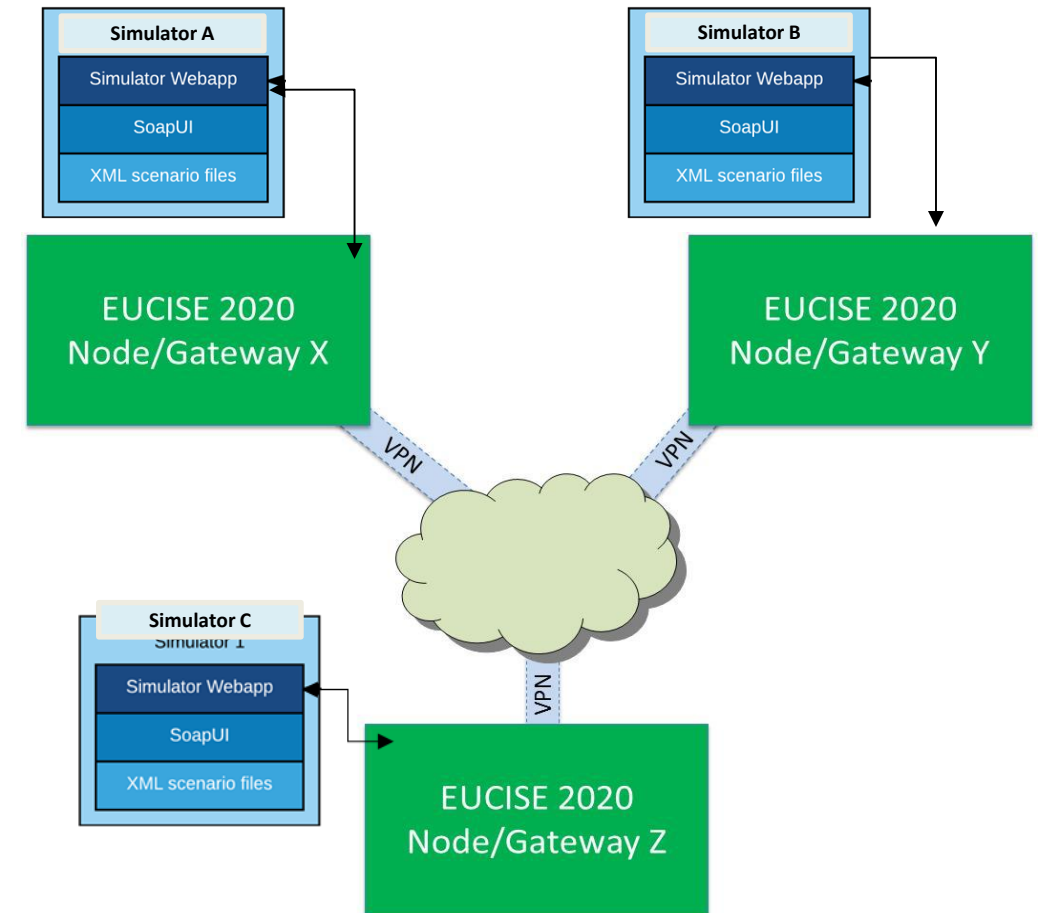 Simulator A
Simulator Webapp
SoapUI
XML scenario files
Simulator B
Simulator Webapp
SoapUI
XML scenario files
EUCISE 2020
Node/Gateway X
EUCISE 2020
Node/Gateway Y
VPN
VPN
Simulator C
Simulator 1
Simulator Webapp
SoapUI
XML scenario files
VPN
EUCISE 2020
Node/Gateway Z